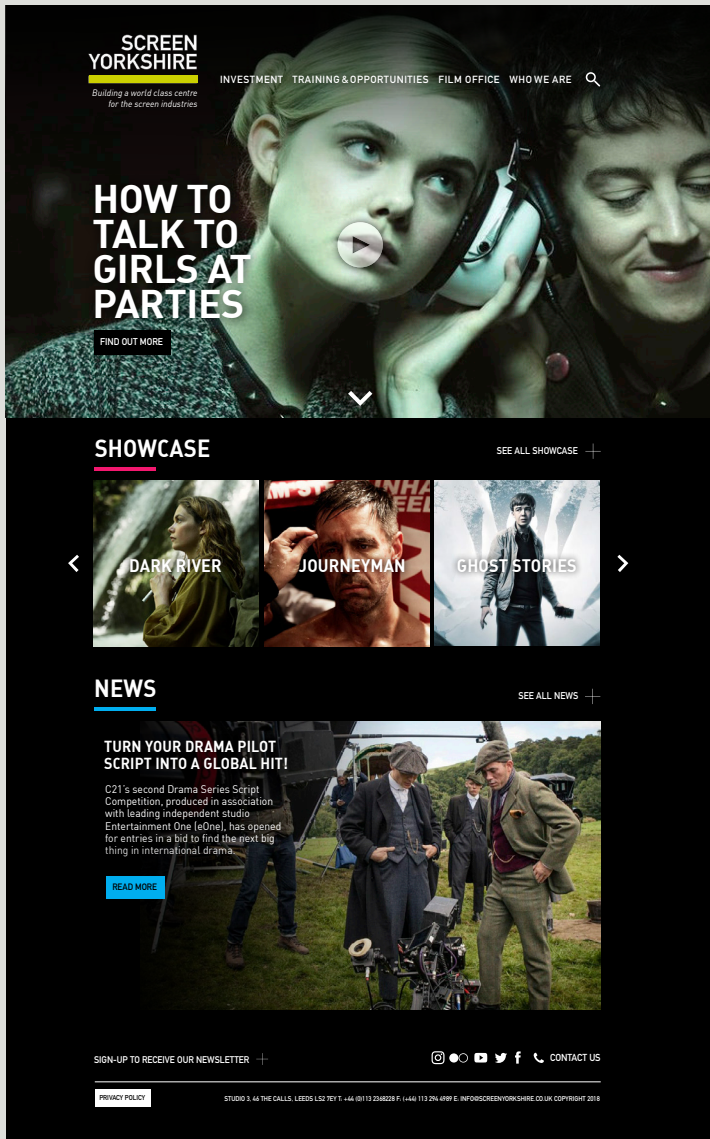 SCREEN
YORKSHIRE
Building a world class centre
for the screen industries
INVESTMENT TRAINING & OPPORTUNITIES FILM OFFICE WHO WE ARE
HOW TO
TALK TO
GIRLS AT
PARTIES
FIND OUT MORE
SHOWCASE
SEE ALL SHOWCASE
DARK RIVER
JOURNEYMAN
GHOST STORIES
NEWS
SEE ALL NEWS
TURN YOUR DRAMA PILOT
SCRIPT INTO A GLOBAL HIT!
C21's second Drama Series Script
Competition, produced in association
with leading independent studio
Entertainment One (eOne), has opened
for entries in a bid to find the next big
thing in international drama.
READ MORE
SIGN-UP TO RECEIVE OUR NEWSLETTER
CONTACT US
PRIVACY POLICY
STUDIO 3, 46 THE CALLS, LEEDS LS2 7EY T: +44 (0)113 2368228 F: (+44) 113 294 4989 E: INFO@SCREENYORKSHIRE.CO.UK COPYRIGHT 2018